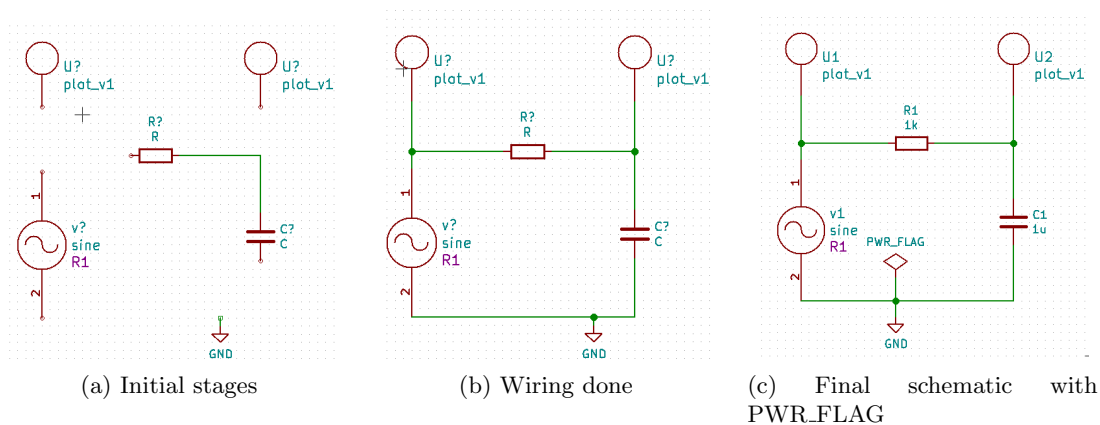 U?
plot_v1
U?
plot_v1
R?
R
1
v?
sine
R1
2
C?
C
GND
(a) Initial stages
U?
plot_v1
U?
plot_v1
R?
R
1
v?
sine
R1
2
C?
C
GND
(b) Wiring done
U1
plot_v1
U2
plot_v1
R1
1k
1
v1
sine
R1
2
PWR_FLAG
C1
1u
GND
(c) Final schematic with
PWR_FLAG